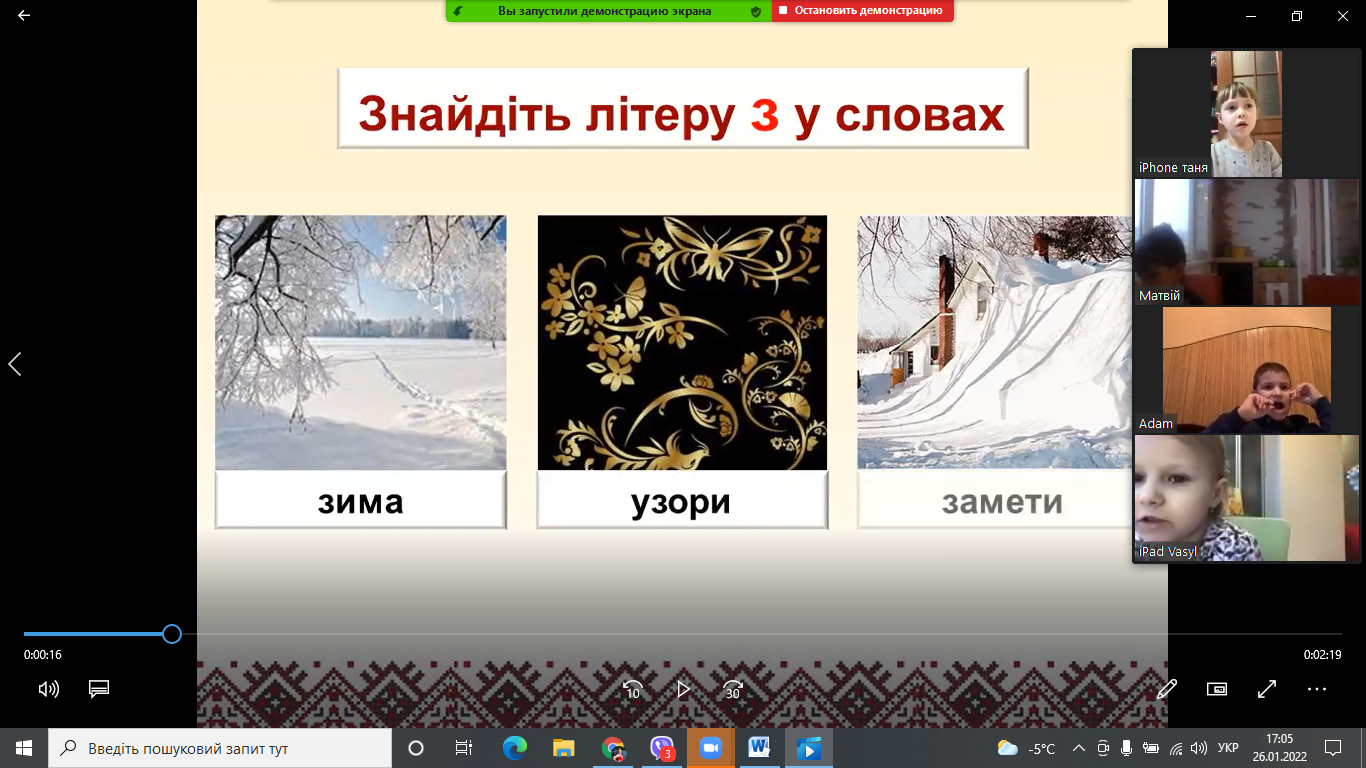 Вы запустили демонстрацию экрана
Остановить демонстрацию
Знайдіть літеру з у словах
iPhone таня
Матвій
Adam
iPad Vasyl
зима
узори
замети
0:00:16
0:02:19
10
30
Введіть пошуковий запит тут
3
-5°C
УКР
17:05
26.01.2022